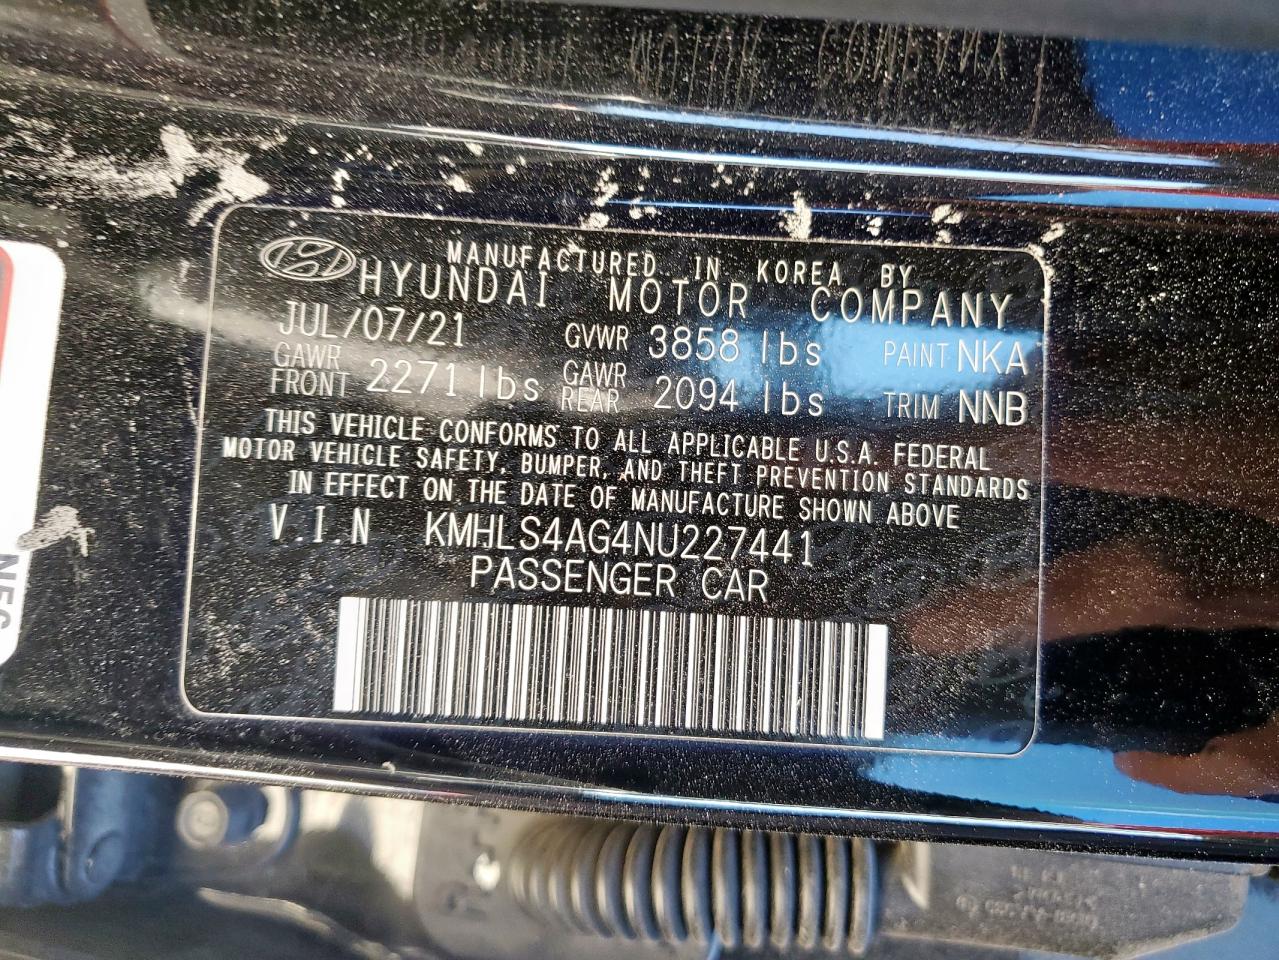 MANUFACTURED IN KOREA BY
HYUNDAI MOTOR COMPANY
JUL/07/21 GVWR 3858 lbs PAINT NKA
GAWR FRONT 2271 lbs GAWR REAR 2094 lbs TRIM NNB
THIS VEHICLE CONFORMS TO ALL APPLICABLE U.S.A. FEDERAL
MOTOR VEHICLE SAFETY, BUMPER, AND THEFT PREVENTION STANDARDS
IN EFFECT ON THE DATE OF MANUFACTURE SHOWN ABOVE
V.I.N KMHLS4AG4NU227441
PASSENGER CAR